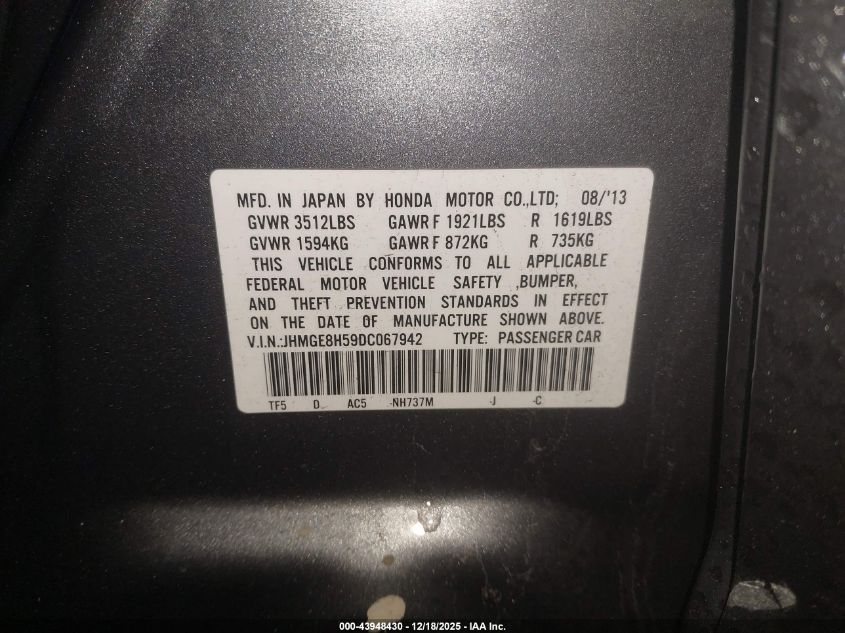 MFD. IN JAPAN BY HONDA MOTOR CO.,LTD; 08/'13
GVWR 3512LBS GAWR F 1921LBS R 1619LBS
GVWR 1594KG GAWR F 872KG R 735KG
THIS VEHICLE CONFORMS TO ALL APPLICABLE
FEDERAL MOTOR VEHICLE SAFETY ,BUMPER,
AND THEFT PREVENTION STANDARDS IN EFFECT
ON THE DATE OF MANUFACTURE SHOWN ABOVE.
V.I.N.:JHMGE8H59DC067942 TYPE: PASSENGER CAR
TF5 D AC5 -NH737M -J -C
000-43948430 - 12/18/2025 - IAA Inc.